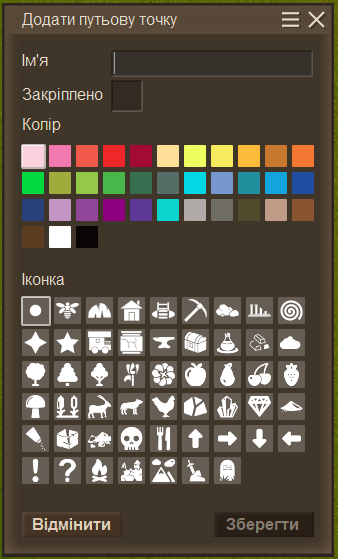 Додати путьову точку
Ім'я
Закріплено
Колір
Іконка
Відмінити
Зберегти